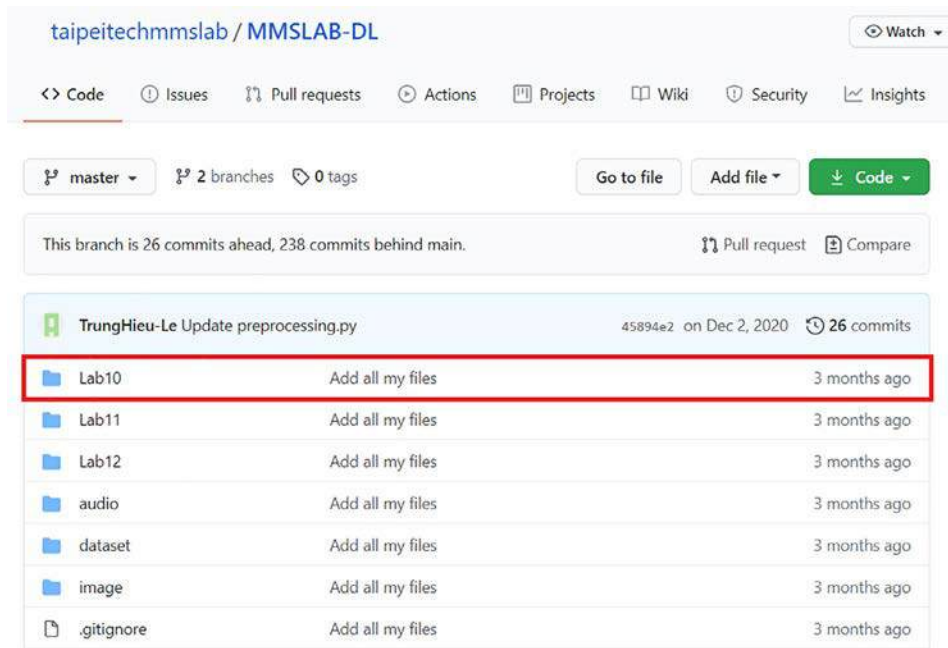 taipeitechmmslab / MMSLAB-DL
Watch
<> Code Issues Pull requests Actions Projects Wiki Security Insights
master 2 branches 0 tags Go to file Add file Code
This branch is 26 commits ahead, 238 commits behind main. Pull request Compare
TrungHieu-Le Update preprocessing.py 45894e2 on Dec 2, 2020 26 commits
Lab10 Add all my files 3 months ago
Lab11 Add all my files 3 months ago
Lab12 Add all my files 3 months ago
audio Add all my files 3 months ago
dataset Add all my files 3 months ago
image Add all my files 3 months ago
.gitignore Add all my files 3 months ago